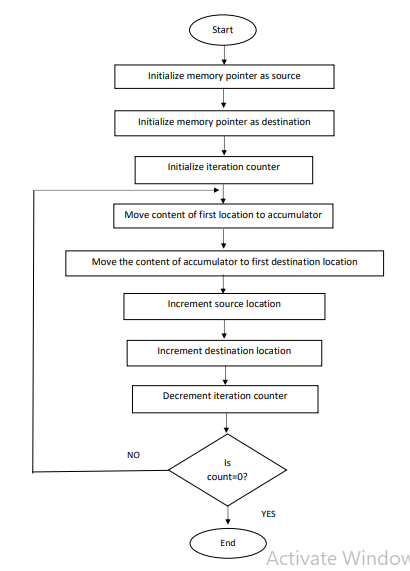 Start
Initialize memory pointer as source
Initialize memory pointer as destination
Initialize iteration counter
Move content of first location to accumulator
Move the content of accumulator to first destination location
Increment source location
Increment destination location
Decrement iteration counter
NO
Is
count=0?
YES
End
Activate Window